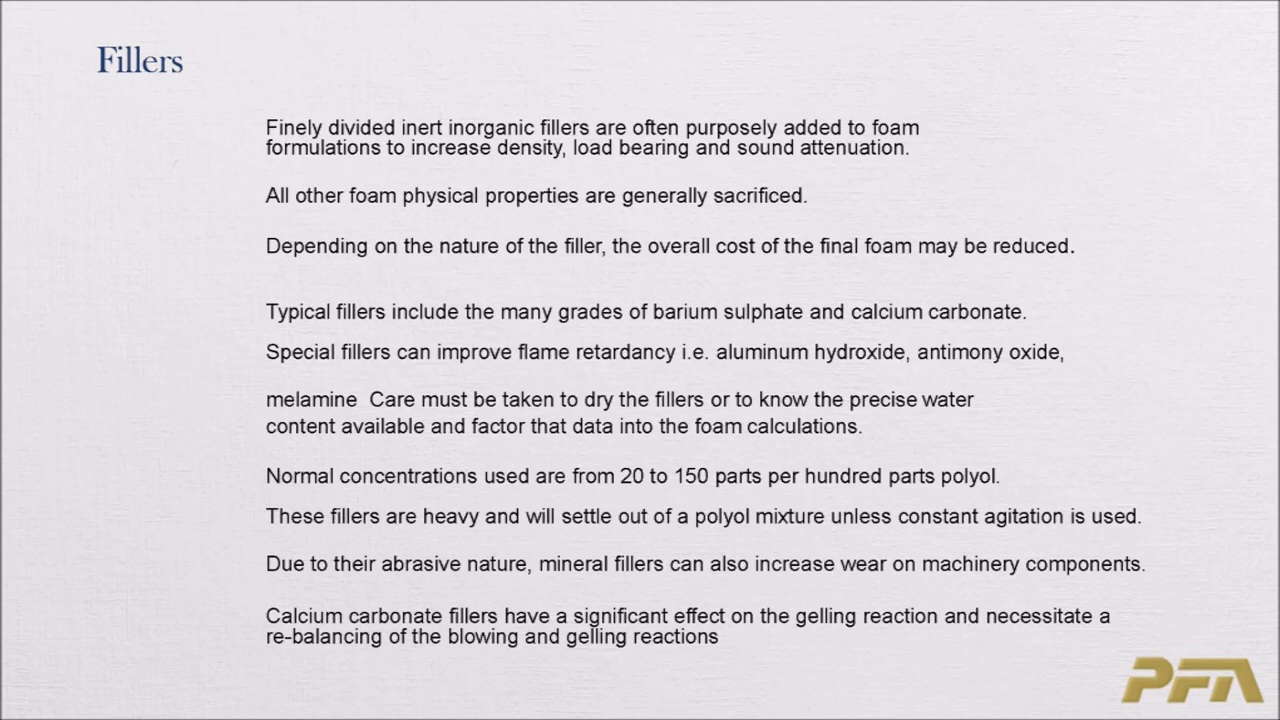 Fillers
Finely divided inert inorganic fillers are often purposely added to foam
formulations to increase density, load bearing and sound attenuation.
All other foam physical properties are generally sacrificed.
Depending on the nature of the filler, the overall cost of the final foam may be reduced.
Typical fillers include the many grades of barium sulphate and calcium carbonate.
Special fillers can improve flame retardancy i.e. aluminum hydroxide, antimony oxide,
melamine  Care must be taken to dry the fillers or to know the precise water
content available and factor that data into the foam calculations.
Normal concentrations used are from 20 to 150 parts per hundred parts polyol.
These fillers are heavy and will settle out of a polyol mixture unless constant agitation is used.
Due to their abrasive nature, mineral fillers can also increase wear on machinery components.
Calcium carbonate fillers have a significant effect on the gelling reaction and necessitate a
re-balancing of the blowing and gelling reactions
PFA